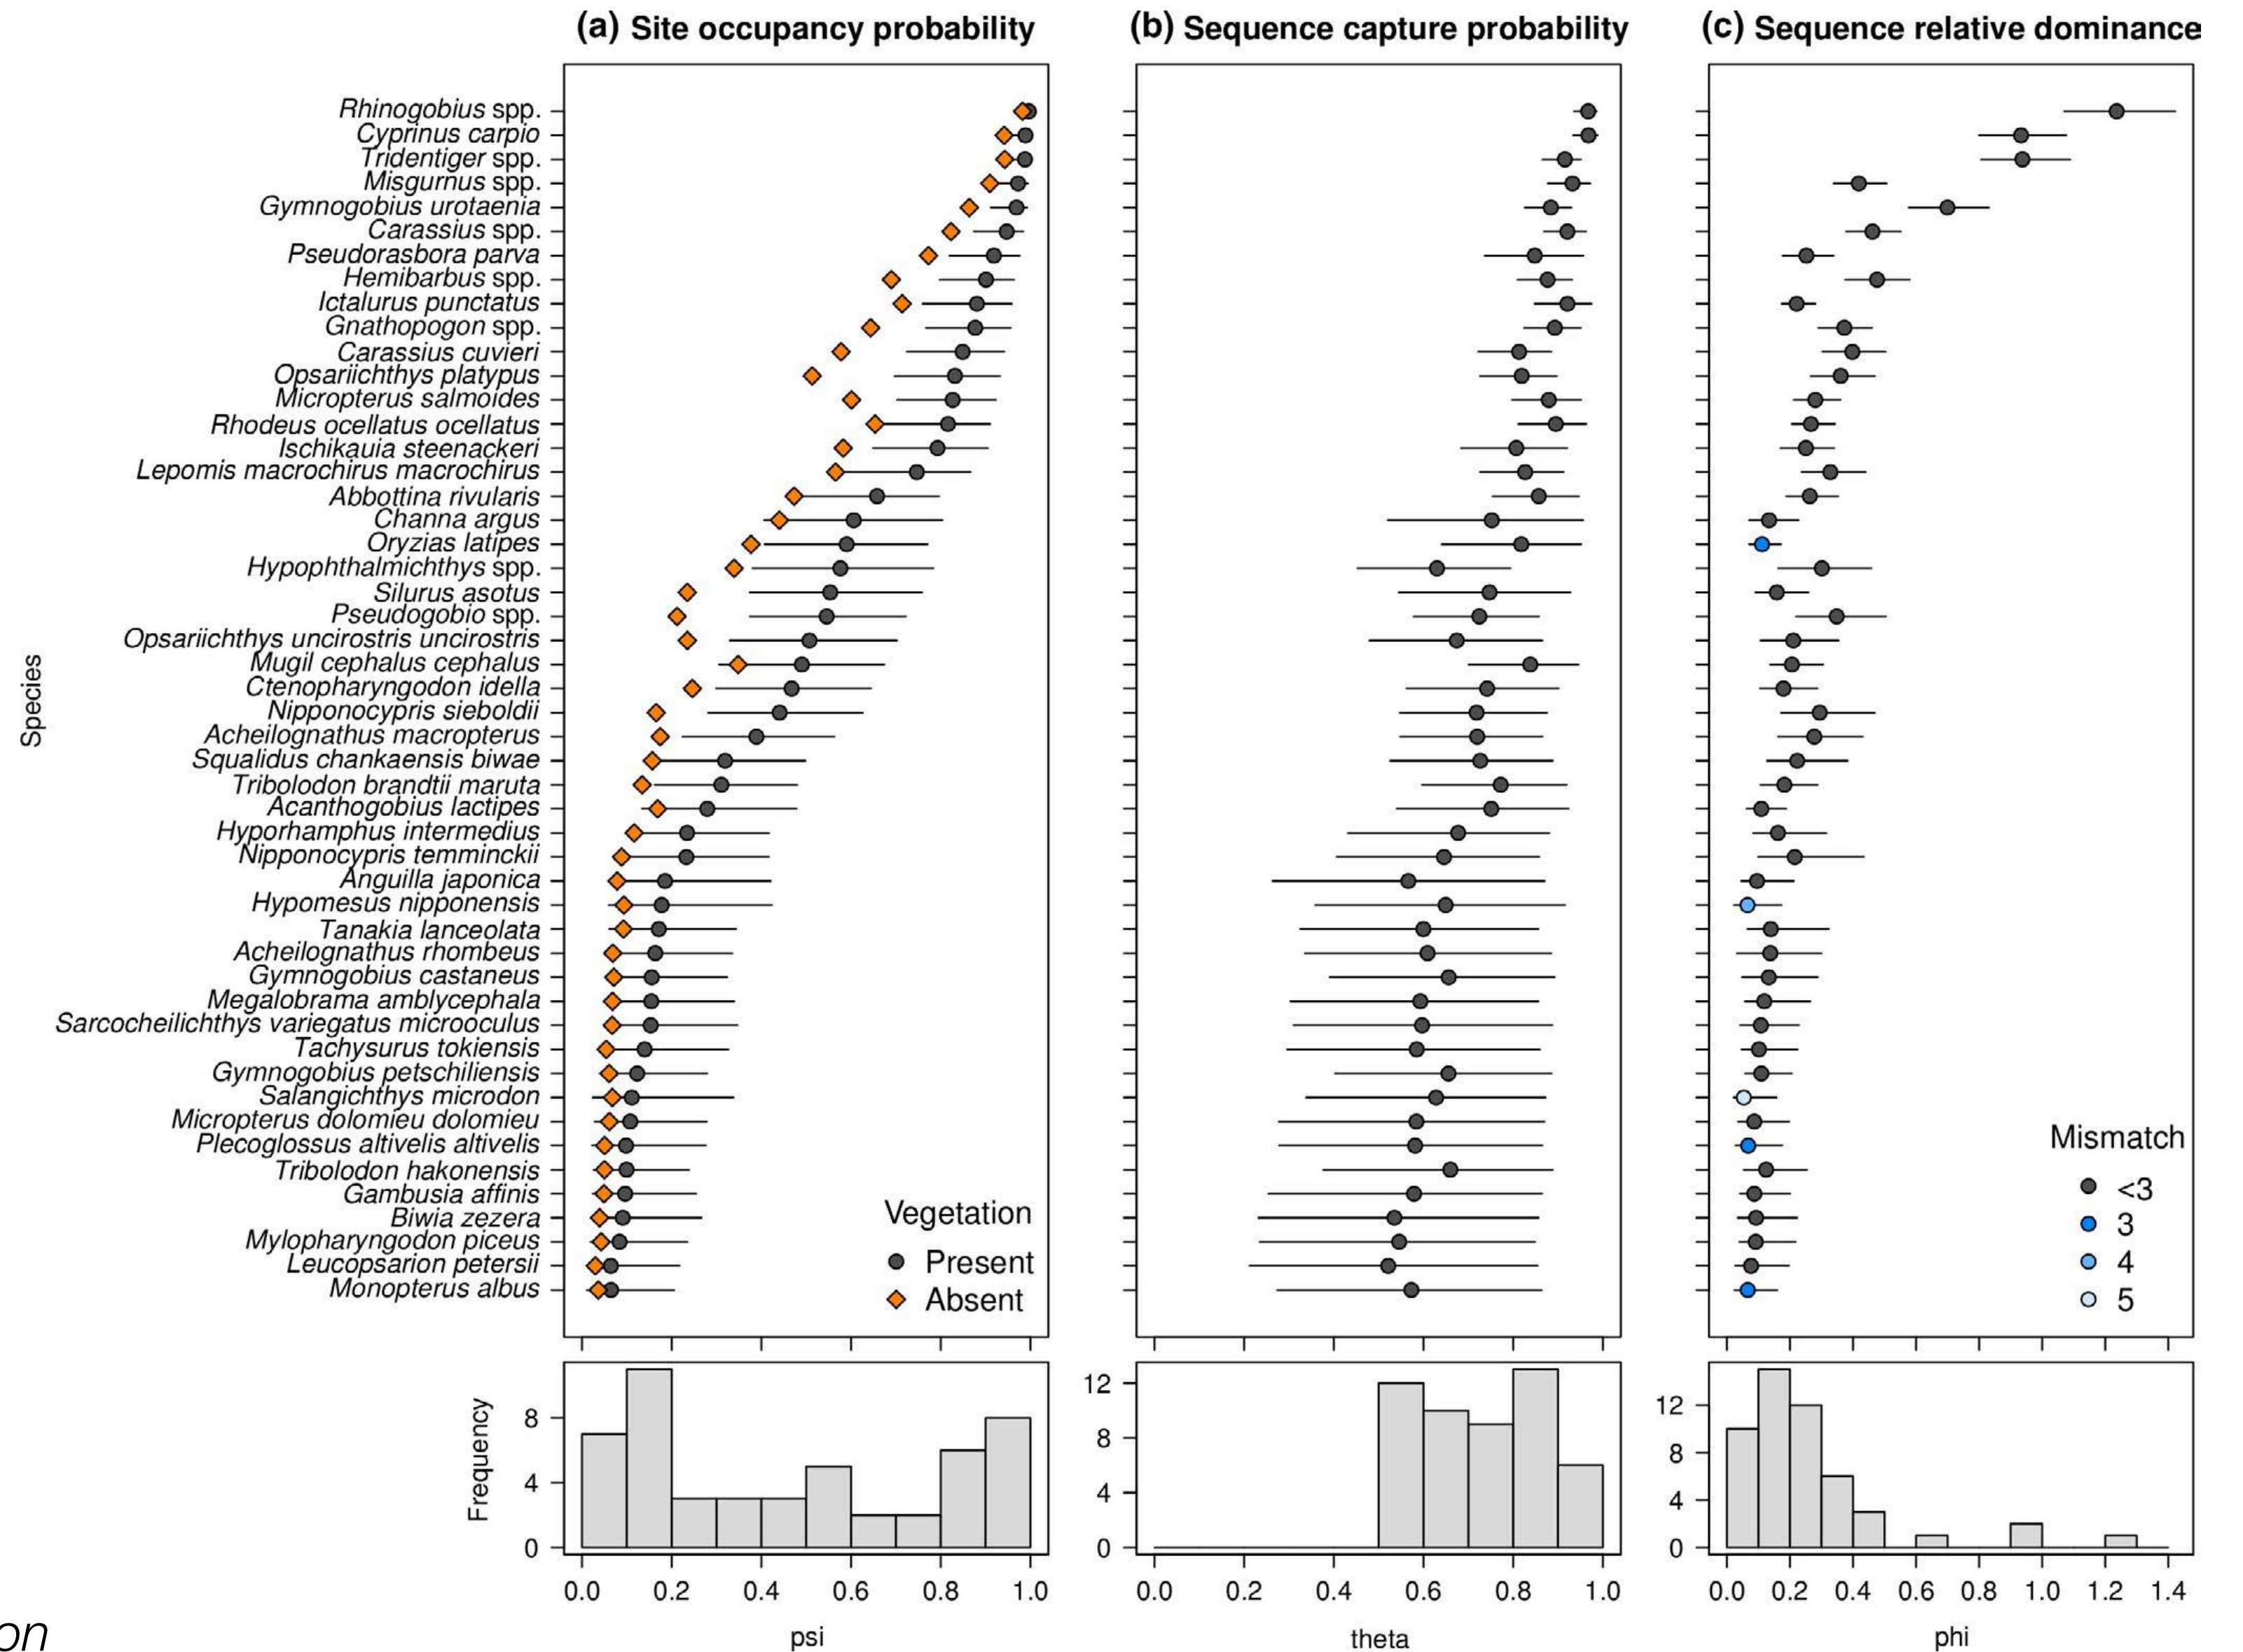 (a) Site occupancy probability
(b) Sequence capture probability
(c) Sequence relative dominance
Species
Rhinogobius spp.
Cyprinus carpio
Tridentiger spp.
Misgurnus spp.
Gymnogobius urotaenia
Carassius spp.
Pseudorasbora parva
Hemibarbus spp.
Ictalurus punctatus
Gnathopogon spp.
Carassius cuvieri
Opsariichthys platypus
Micropterus salmoides
Rhodeus ocellatus ocellatus
Ischikauia steenackeri
Lepomis macrochirus macrochirus
Abbottina rivularis
Channa argus
Oryzias latipes
Hypophthalmichthys spp.
Silurus asotus
Pseudogobio spp.
Opsariichthys uncirostris uncirostris
Mugil cephalus cephalus
Ctenopharyngodon idella
Nipponocypris sieboldii
Acheilognathus macropterus
Squalidus chankaensis biwae
Tribolodon brandtii maruta
Acanthogobius lactipes
Hyporhamphus intermedius
Nipponocypris temminckii
Anguilla japonica
Hypomesus nipponensis
Tanakia lanceolata
Acheilognathus rhombeus
Gymnogobius castaneus
Megalobrama amblycephala
Sarcocheilichthys variegatus microoculus
Tachysurus tokiensis
Gymnogobius petschiliensis
Salangichthys microdon
Micropterus dolomieu dolomieu
Plecoglossus altivelis altivelis
Tribolodon hakonensis
Gambusia affinis
Biwia zezera
Mylopharyngodon piceus
Leucopsarion petersii
Monopterus albus
Vegetation
Present
Absent
Mismatch
<3
3
4
5
Frequency
8
4
0
12
8
4
0
12
8
4
0
0.0 0.2 0.4 0.6 0.8 1.0
0.0 0.2 0.4 0.6 0.8 1.0
0.0 0.2 0.4 0.6 0.8 1.0 1.2 1.4
psi
theta
phi
on